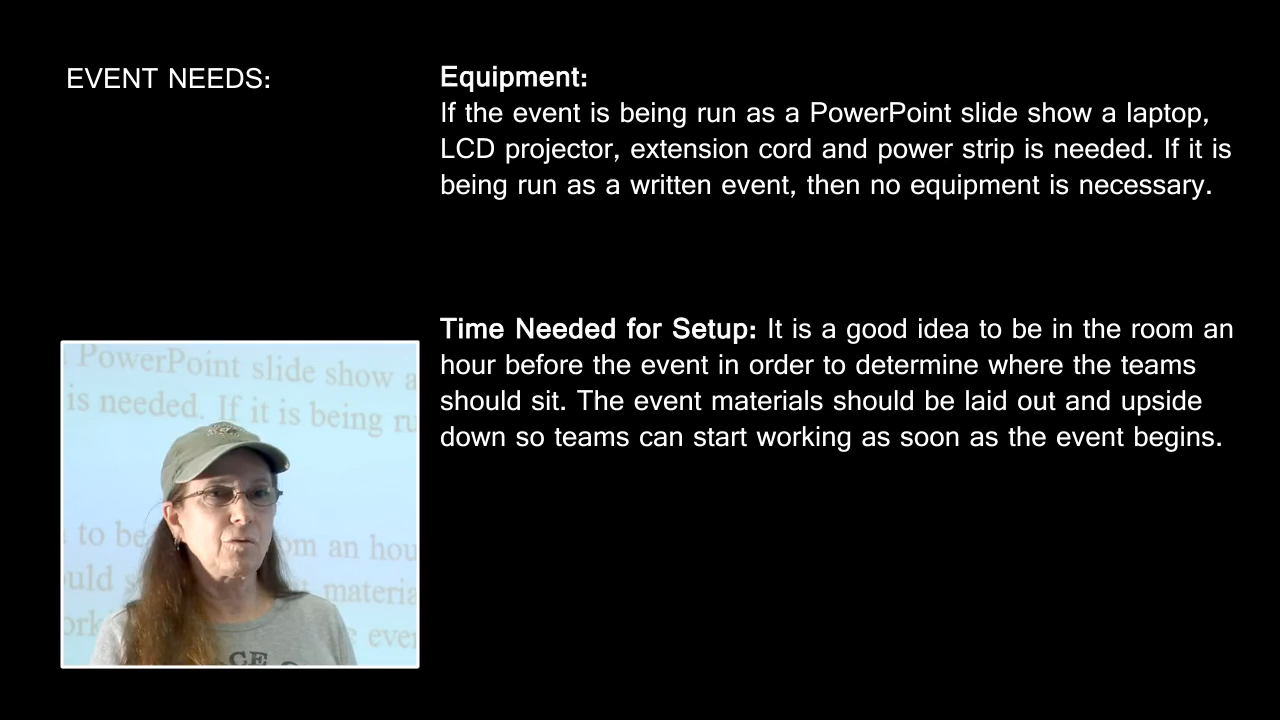 EVENT NEEDS:
Equipment:
If the event is being run as a PowerPoint slide show a laptop,
LCD projector, extension cord and power strip is needed. If it is
being run as a written event, then no equipment is necessary.
Time Needed for Setup: It is a good idea to be in the room an
hour before the event in order to determine where the teams
should sit. The event materials should be laid out and upside
down so teams can start working as soon as the event begins.
PowerPoint slide show a
is needed. If it is being
to be an hou